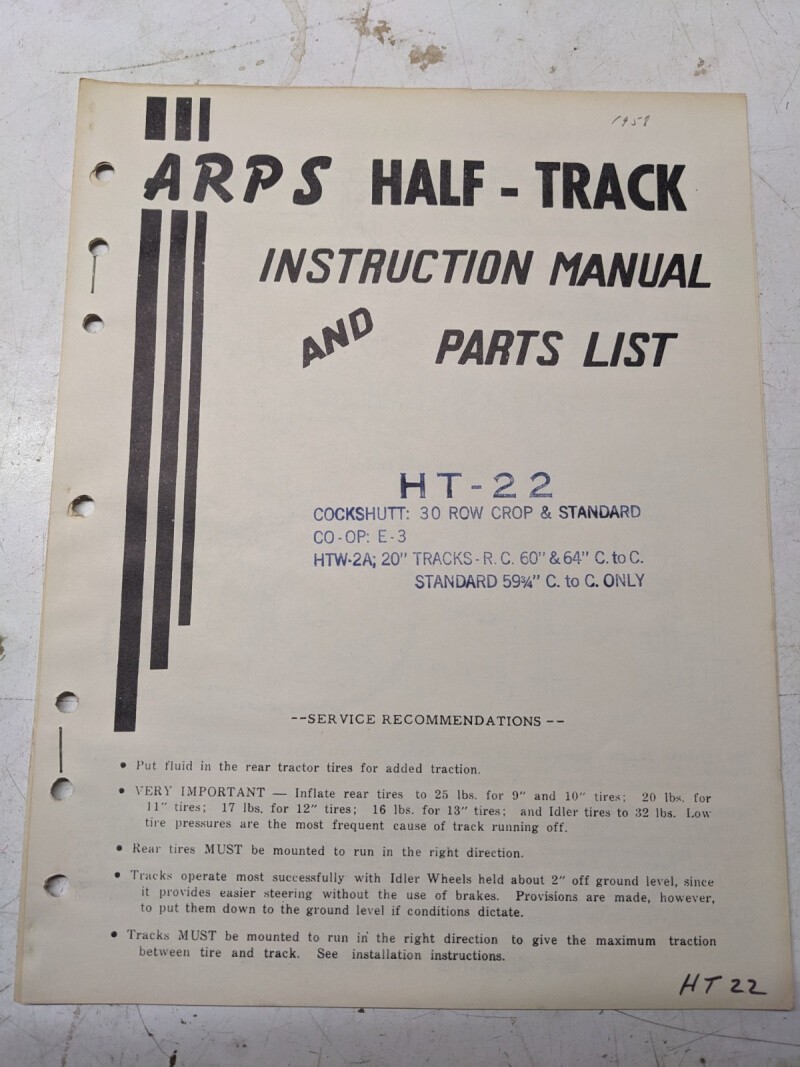 1959
ARPS HALF - TRACK
INSTRUCTION MANUAL
AND PARTS LIST
HT-22
COCKSHUTT: 30 ROW CROP & STANDARD
CO-OP: E-3
HTW-2A; 20" TRACKS - R. C. 60" & 64" C. to C.
STANDARD 59¾" C. to C. ONLY
--SERVICE RECOMMENDATIONS--
• Put fluid in the rear tractor tires for added traction.
• VERY IMPORTANT — Inflate rear tires to 25 lbs. for 9" and 10" tires; 20 lbs. for
11" tires; 17 lbs. for 12" tires; 16 lbs. for 13" tires; and Idler tires to 32 lbs. Low
tire pressures are the most frequent cause of track running off.
• Rear tires MUST be mounted to run in the right direction.
• Tracks operate most successfully with Idler Wheels held about 2" off ground level, since
it provides easier steering without the use of brakes. Provisions are made, however,
to put them down to the ground level if conditions dictate.
• Tracks MUST be mounted to run in the right direction to give the maximum traction
between tire and track. See installation instructions.
HT 22